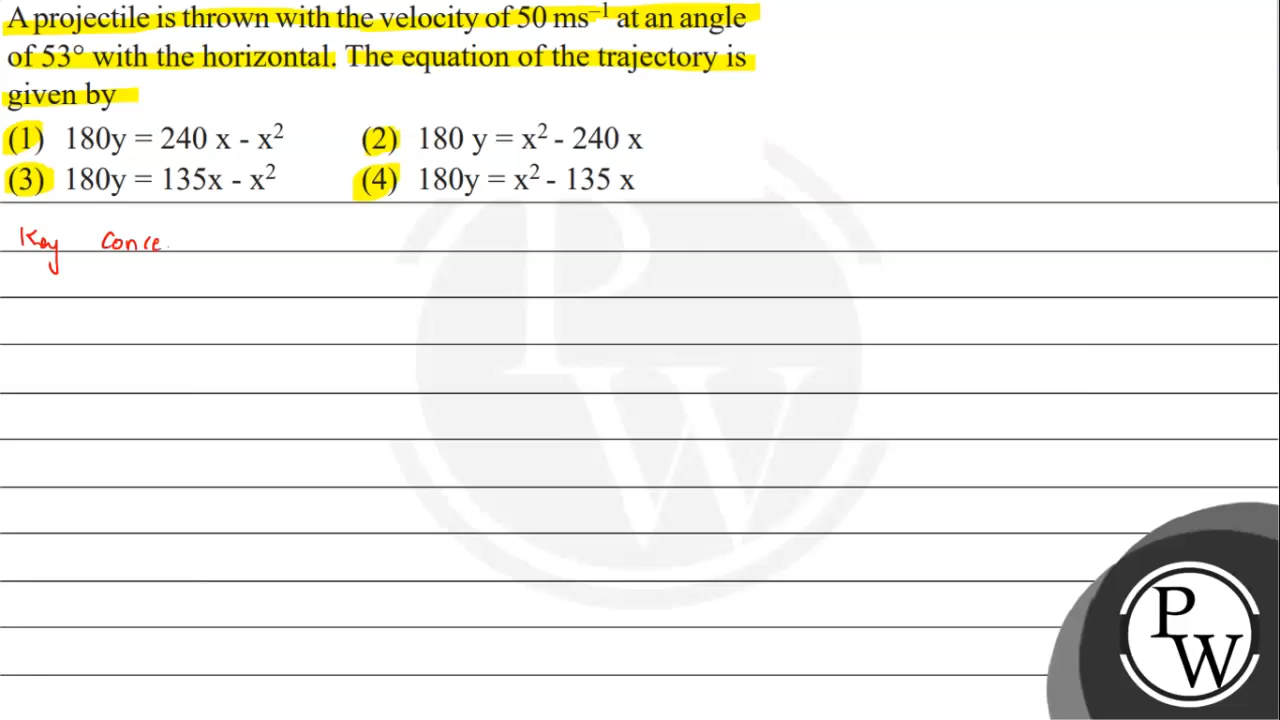 A projectile is thrown with the velocity of 50 ms⁻¹ at an angle
of 53° with the horizontal. The equation of the trajectory is
given by
(1) 180y = 240 x - x² (2) 180 y = x² - 240 x
(3) 180y = 135x - x² (4) 180y = x² - 135 x
Key Conce
P
W
P
W